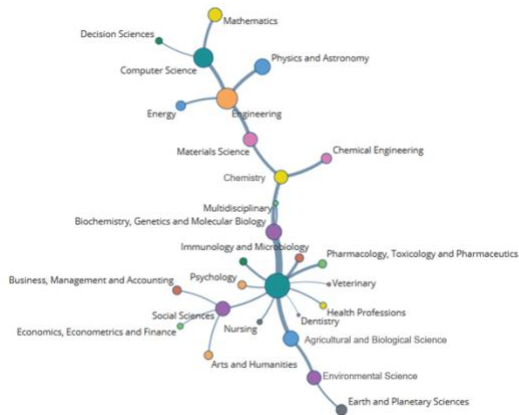 Mathematics
Decision Sciences
Computer Science
Physics and Astronomy
Energy
Engineering
Materials Science
Chemical Engineering
Chemistry
Multidisciplinary
Biochemistry, Genetics and Molecular Biology
Immunology and Microbiology
Pharmacology, Toxicology and Pharmaceutics
Business, Management and Accounting
Psychology
Veterinary
Social Sciences
Health Professions
Economics, Econometrics and Finance
Nursing
Dentistry
Agricultural and Biological Science
Arts and Humanities
Environmental Science
Earth and Planetary Sciences